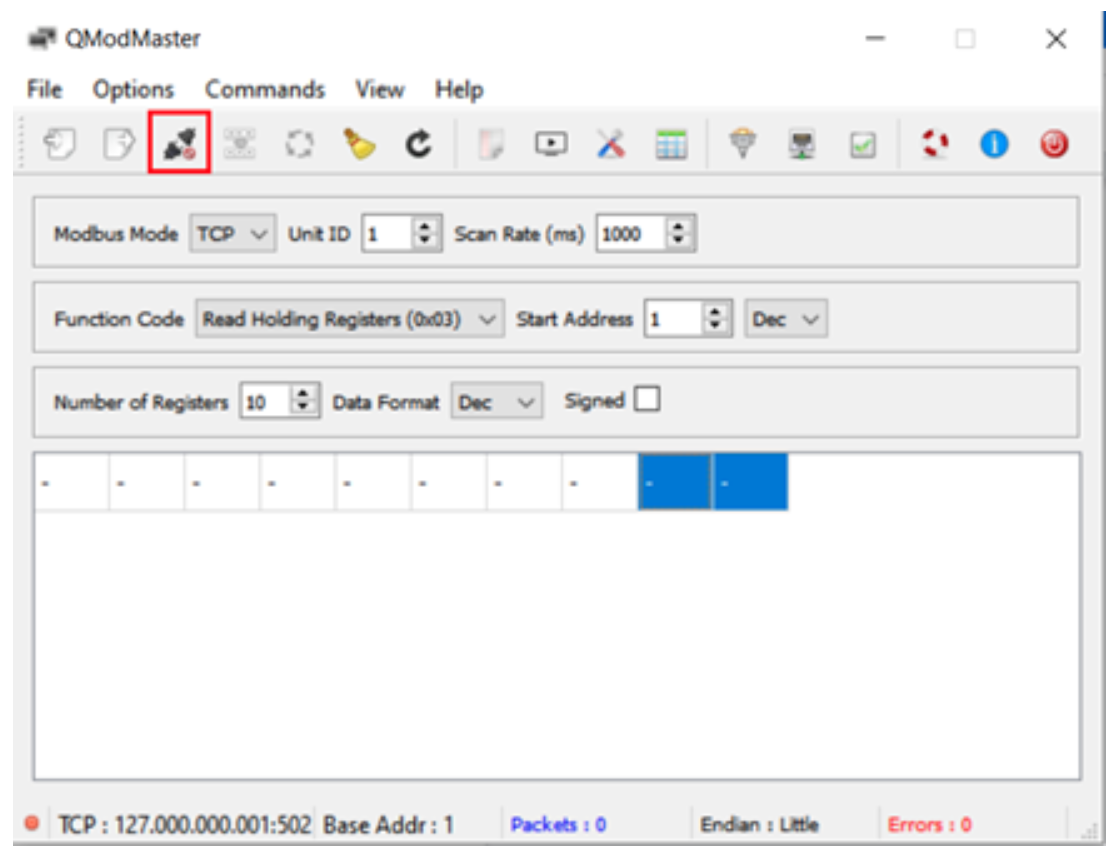 QModMaster
File Options Commands View Help
Modbus Mode TCP Unit ID 1 Scan Rate (ms) 1000
Function Code Read Holding Registers (0x03) Start Address 1 Dec
Number of Registers 10 Data Format Dec Signed
- - - - - - - - - -
TCP : 127.000.000.001:502 Base Addr : 1 Packets : 0 Endian : Little Errors : 0